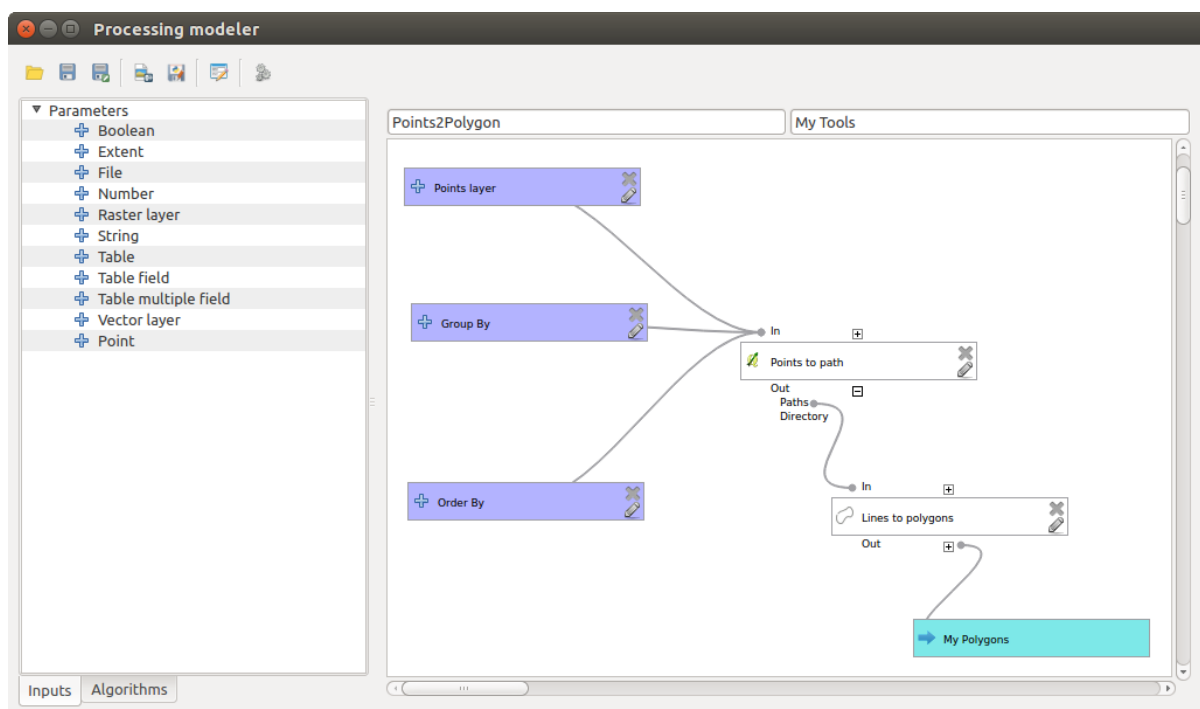 Processing modeler
Parameters
Boolean
Extent
File
Number
Raster layer
String
Table
Table field
Table multiple field
Vector layer
Point
Inputs
Algorithms
Points2Polygon
My Tools
Points layer
Group By
Order By
In
Points to path
Out
Paths
Directory
In
Lines to polygons
Out
My Polygons